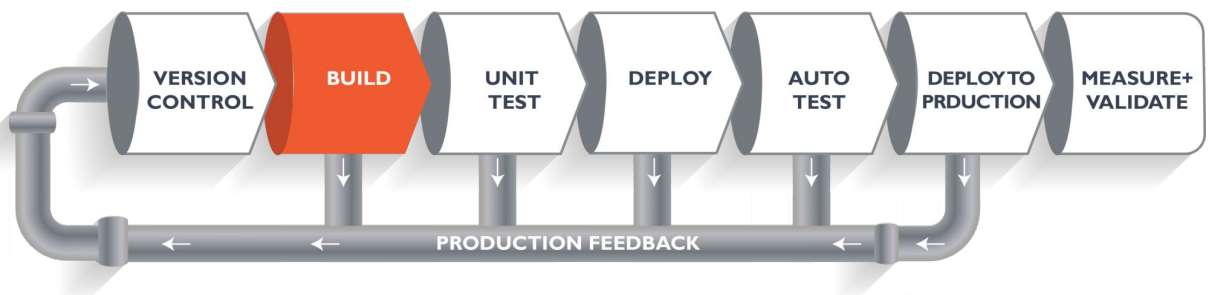 VERSION
CONTROL
BUILD
UNIT
TEST
DEPLOY
AUTO
TEST
DEPLOY TO
PRDUCTION
MEASURE+
VALIDATE
PRODUCTION FEEDBACK